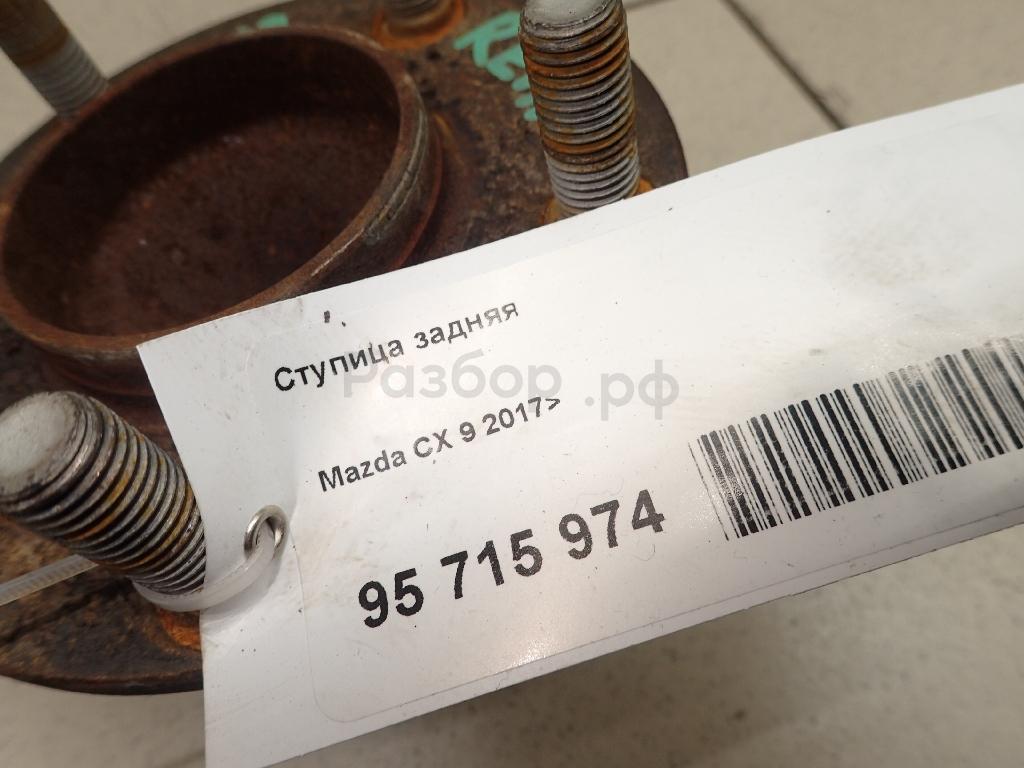 Ступица задняя
Разбор.рф
Mazda CX 9 2017>
95 715 974